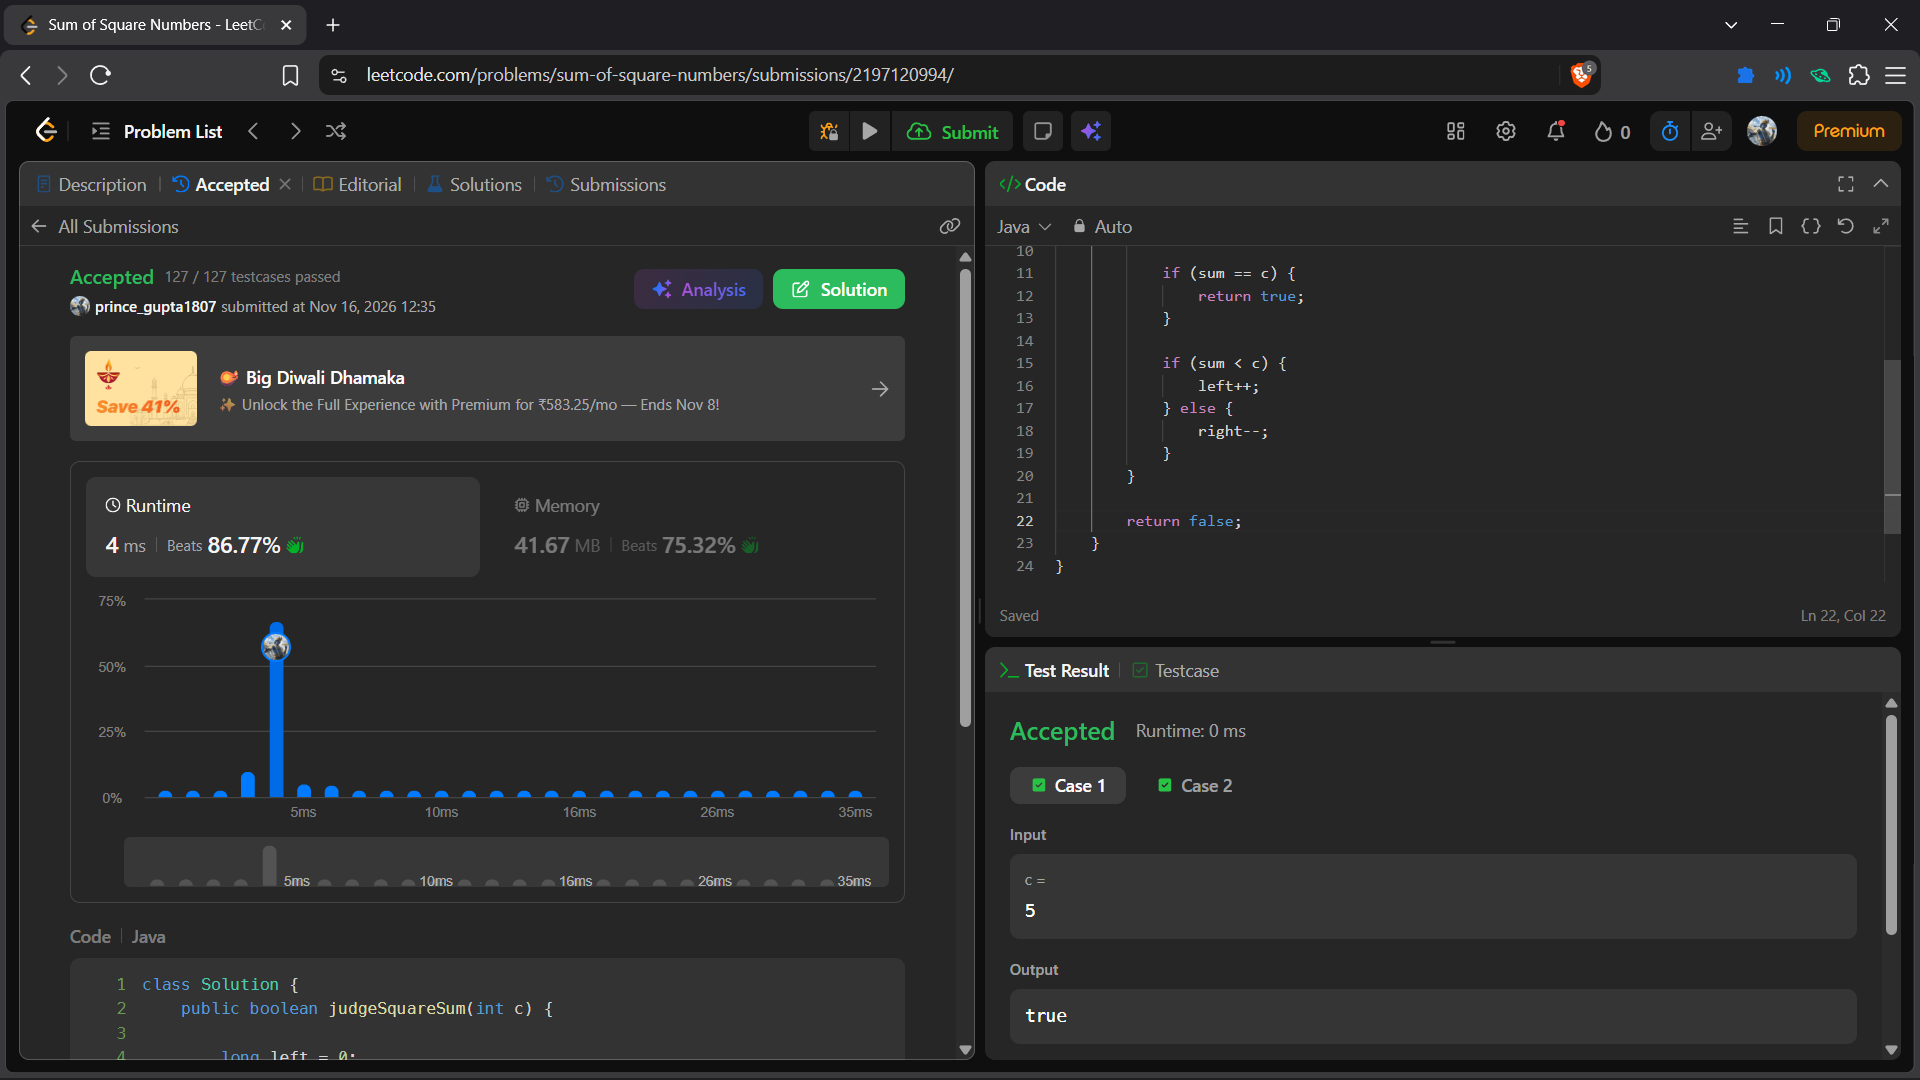 Sum of Square Numbers - LeetC
leetcode.com/problems/sum-of-square-numbers/submissions/2197120994/
5
Problem List
Submit
0
Premium
Description
Accepted
Editorial
Solutions
Submissions
All Submissions
Accepted 127 / 127 testcases passed
prince_gupta1807 submitted at Nov 16, 2026 12:35
Analysis
Solution
Save 41%
Big Diwali Dhamaka
✨ Unlock the Full Experience with Premium for ₹583.25/mo — Ends Nov 8!
Runtime
4 ms Beats 86.77%
Memory
41.67 MB Beats 75.32%
75%
50%
25%
0%
5ms 10ms 16ms 26ms 35ms
5ms 10ms 16ms 26ms 35ms
Code Java
1 class Solution {
2 public boolean judgeSquareSum(int c) {
3
4 long left = 0;
</> Code
Java Auto
10
11 if (sum == c) {
12 return true;
13 }
14
15 if (sum < c) {
16 left++;
17 } else {
18 right--;
19 }
20 }
21
22 return false;
23 }
24 }
Saved
Ln 22, Col 22
Test Result
Testcase
Accepted Runtime: 0 ms
Case 1 Case 2
Input
c =
5
Output
true